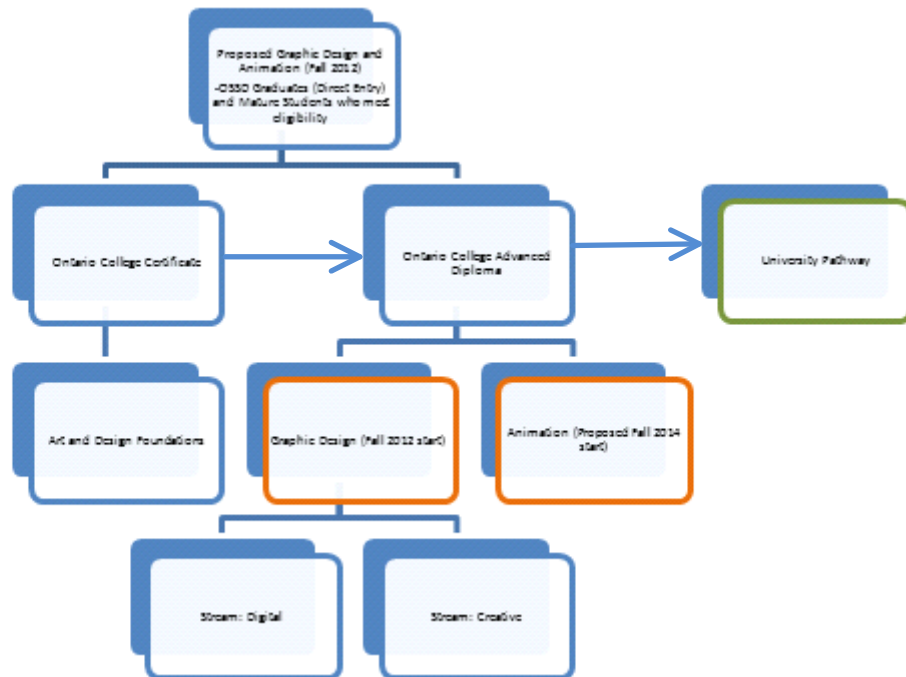 Proposed Graphic Design and
Animation (Fall 2012)
-OSSD Graduates (Direct Entry)
and Mature Students who meet
eligibility
Ontario College Certificate
Ontario College Advanced
Diploma
University Pathway
Art and Design Foundations
Graphic Design (Fall 2012 start)
Animation (Proposed Fall 2014
start)
Stream: Digital
Stream: Creative